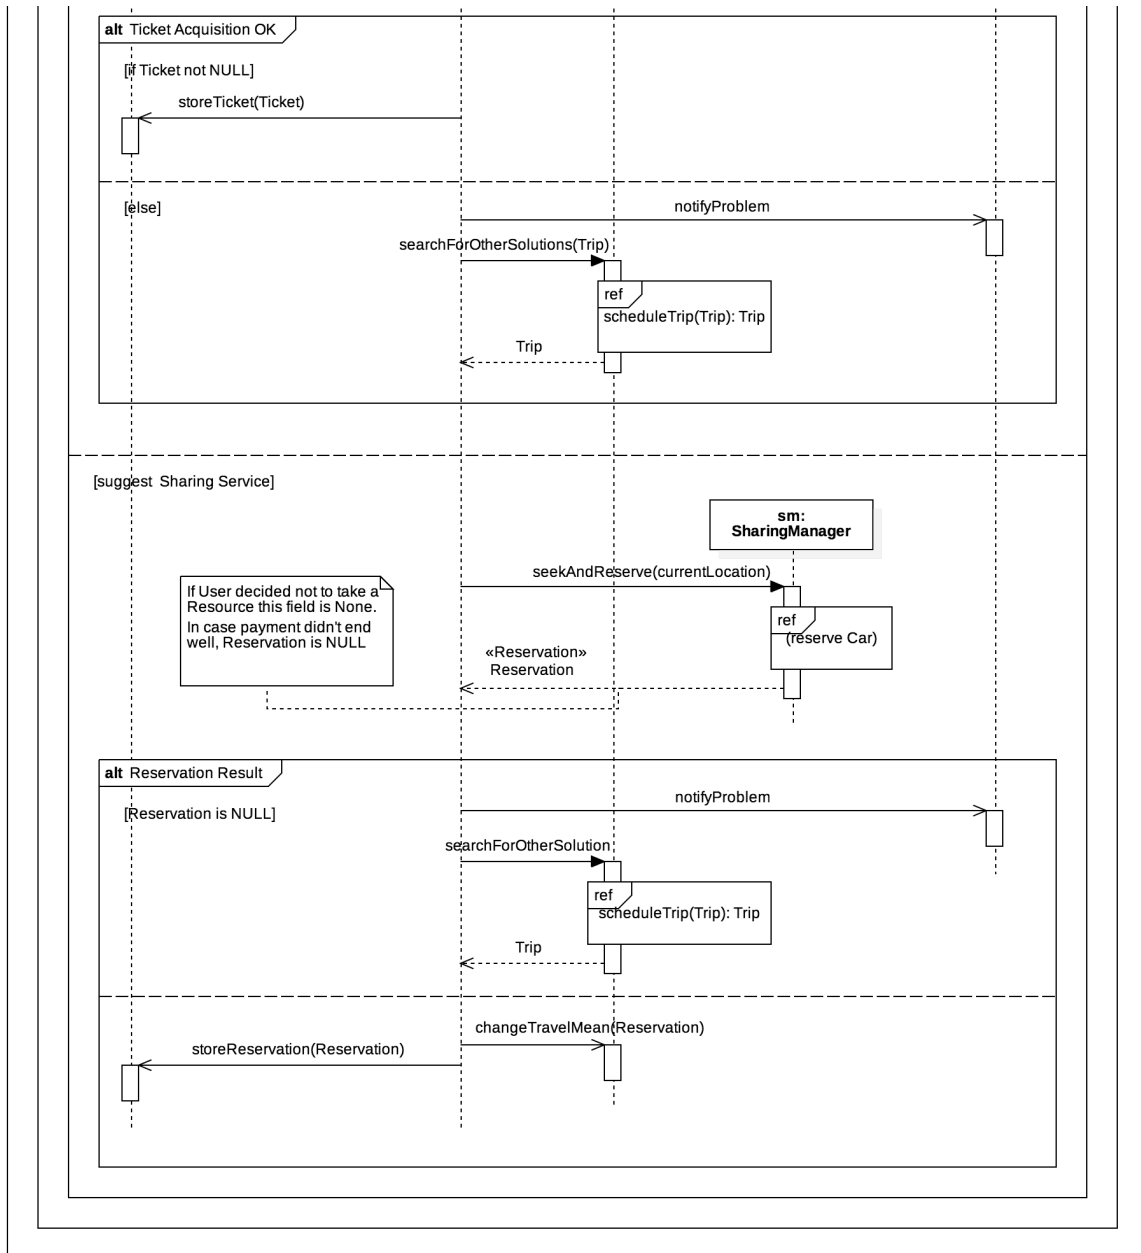 alt Ticket Acquisition OK
[if Ticket not NULL]
storeTicket(Ticket)
[else]
notifyProblem
searchForOtherSolutions(Trip)
ref
scheduleTrip(Trip): Trip
Trip
[suggest  Sharing Service]
sm:
SharingManager
seekAndReserve(currentLocation)
If User decided not to take a
Resource this field is None.
In case payment didn't end
well, Reservation is NULL
ref
(reserve Car)
«Reservation»
Reservation
alt Reservation Result
notifyProblem
[Reservation is NULL]
searchForOtherSolution
ref
scheduleTrip(Trip): Trip
Trip
changeTravelMean(Reservation)
storeReservation(Reservation)